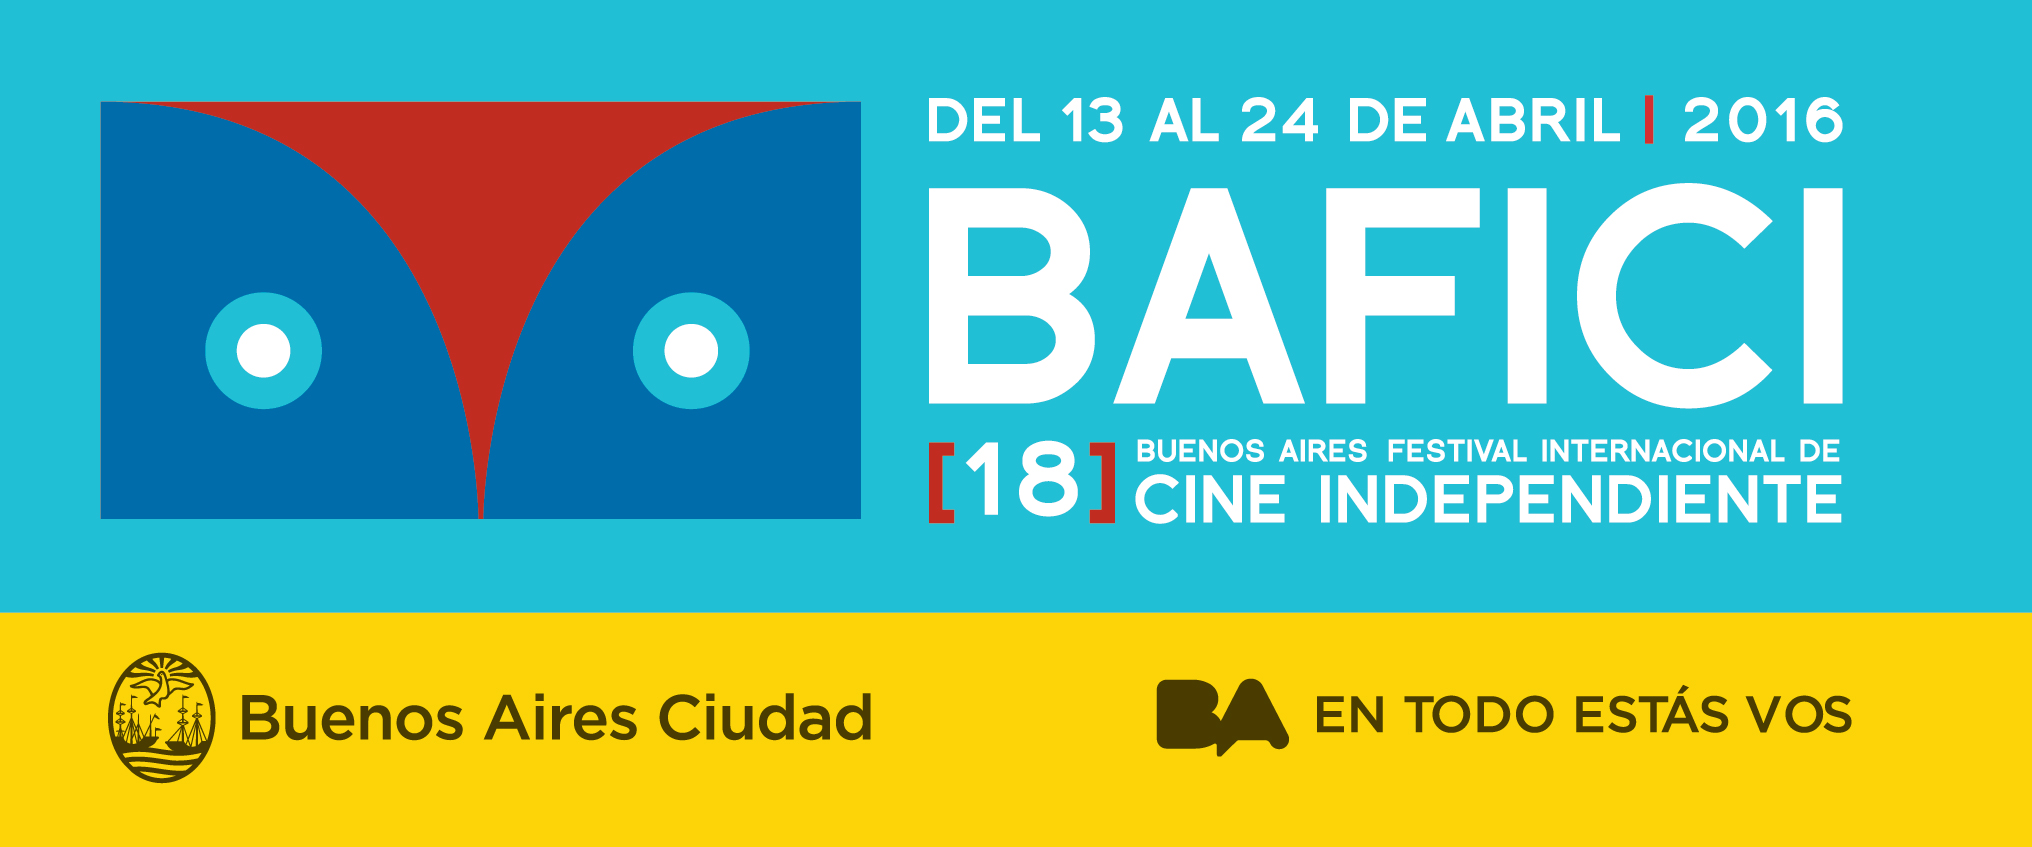 DEL 13 AL 24 DE ABRIL | 2016
BAFICI
[18]
BUENOS AIRES FESTIVAL INTERNACIONAL DE
CINE INDEPENDIENTE
Buenos Aires Ciudad
BA EN TODO ESTÁS VOS